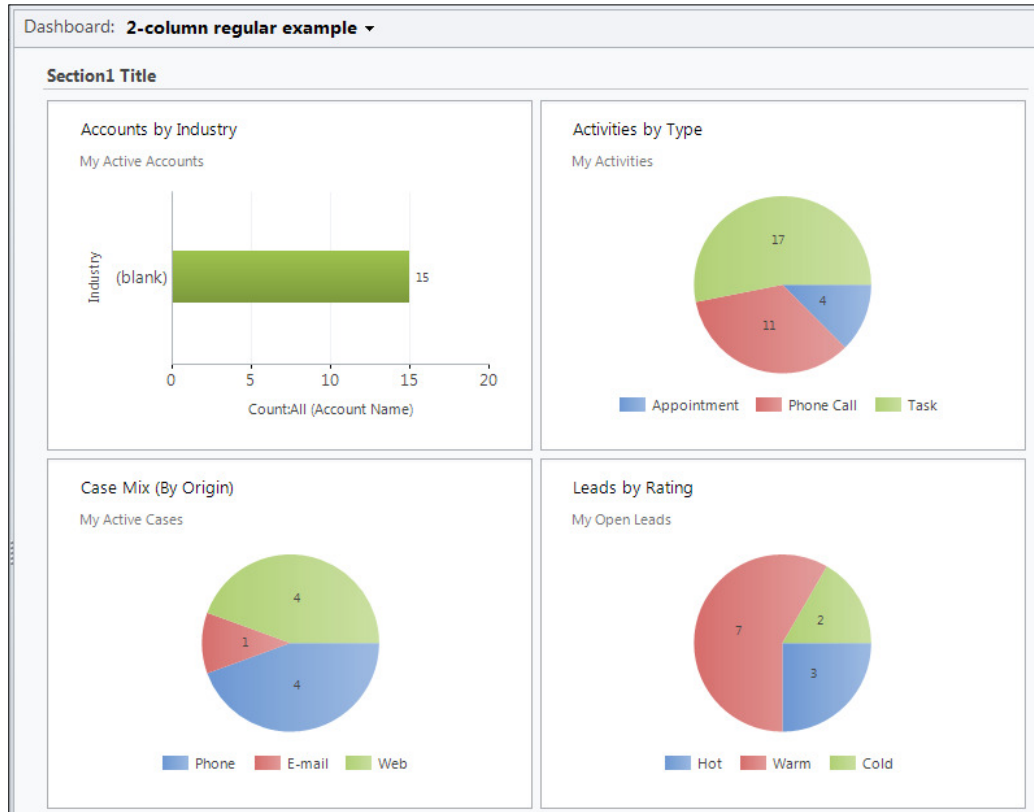 Dashboard: 2-column regular example
Section1 Title
Accounts by Industry
My Active Accounts
Industry
(blank)
15
0 5 10 15 20
Count:All (Account Name)
Activities by Type
My Activities
17
4
11
Appointment Phone Call Task
Case Mix (By Origin)
My Active Cases
4
1
4
Phone E-mail Web
Leads by Rating
My Open Leads
7
2
3
Hot Warm Cold